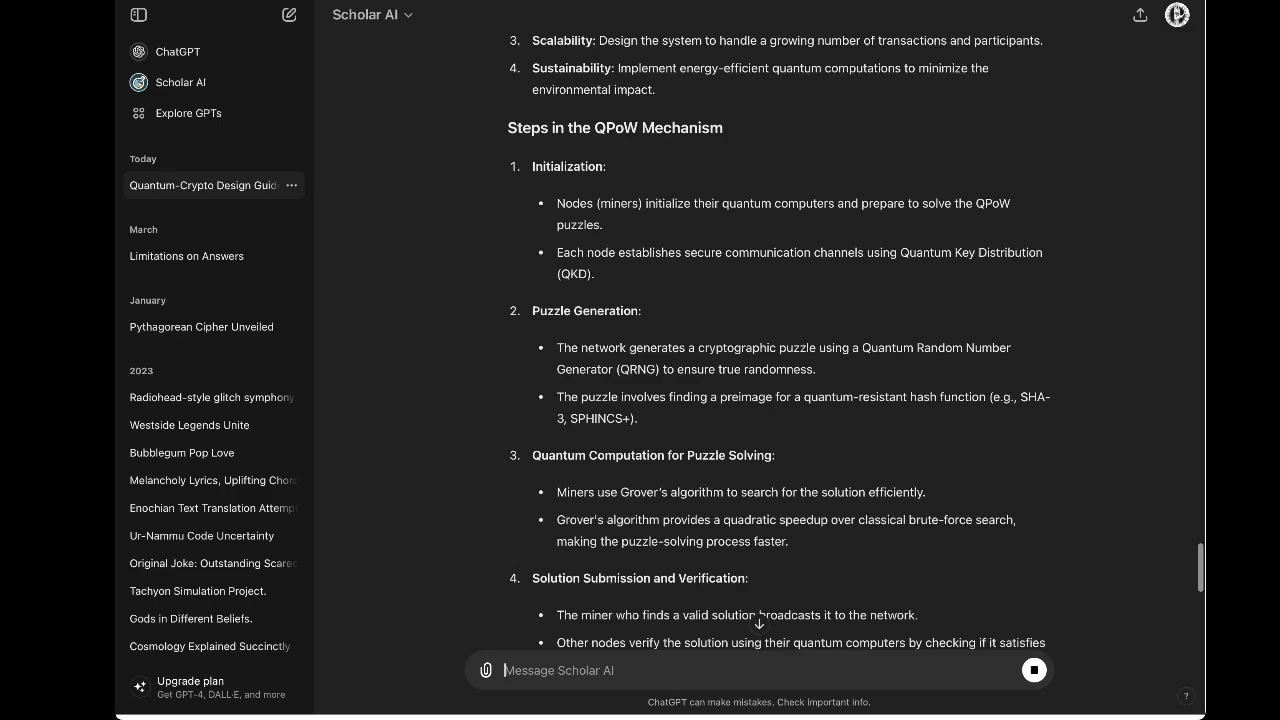 ChatGPT
Scholar AI
Explore GPTs
Today
Quantum-Crypto Design Guid
March
Limitations on Answers
January
Pythagorean Cipher Unveiled
2023
Radiohead-style glitch symphony
Westside Legends Unite
Bubblegum Pop Love
Melancholy Lyrics, Uplifting Chord
Enochian Text Translation Attempt
Ur-Nammu Code Uncertainty
Original Joke: Outstanding Scarec
Tachyon Simulation Project.
Gods in Different Beliefs.
Cosmology Explained Succinctly
Upgrade plan
Get GPT-4, DALL·E, and more
Scholar AI
3. Scalability: Design the system to handle a growing number of transactions and participants.
4. Sustainability: Implement energy-efficient quantum computations to minimize the
environmental impact.
Steps in the QPoW Mechanism
1. Initialization:
• Nodes (miners) initialize their quantum computers and prepare to solve the QPoW
puzzles.
• Each node establishes secure communication channels using Quantum Key Distribution
(QKD).
2. Puzzle Generation:
• The network generates a cryptographic puzzle using a Quantum Random Number
Generator (QRNG) to ensure true randomness.
• The puzzle involves finding a preimage for a quantum-resistant hash function (e.g., SHA-
3, SPHINCS+).
3. Quantum Computation for Puzzle Solving:
• Miners use Grover's algorithm to search for the solution efficiently.
• Grover's algorithm provides a quadratic speedup over classical brute-force search,
making the puzzle-solving process faster.
4. Solution Submission and Verification:
• The miner who finds a valid solution broadcasts it to the network.
• Other nodes verify the solution using their quantum computers by checking if it satisfies
Message Scholar AI
ChatGPT can make mistakes. Check important info.
?